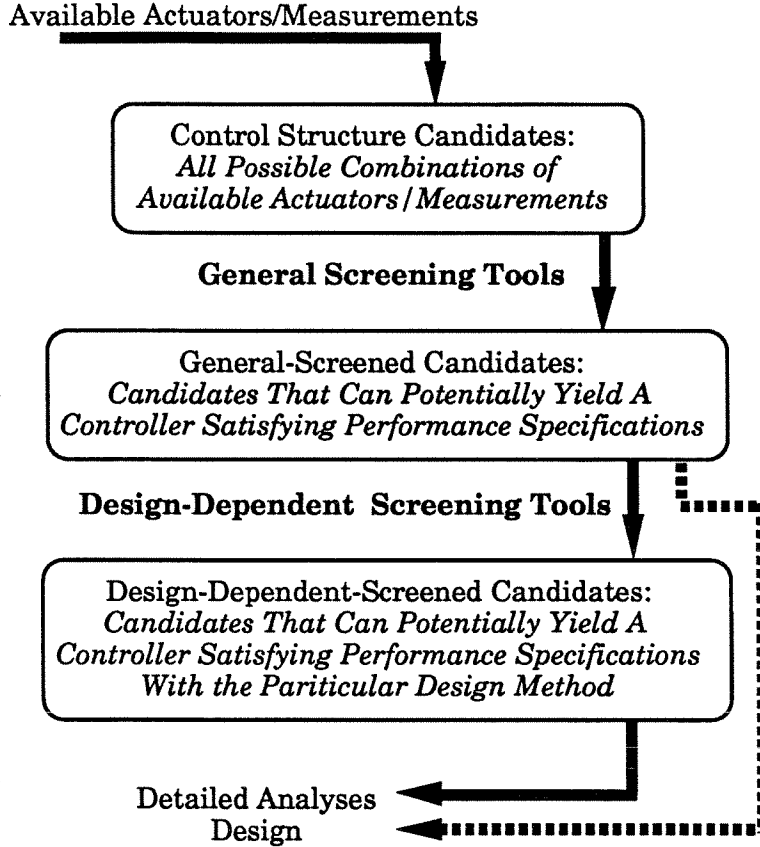 Available Actuators/Measurements
Control Structure Candidates:
All Possible Combinations of
Available Actuators/Measurements
General Screening Tools
General-Screened Candidates:
Candidates That Can Potentially Yield A
Controller Satisfying Performance Specifications
Design-Dependent Screening Tools
Design-Dependent-Screened Candidates:
Candidates That Can Potentially Yield A
Controller Satisfying Performance Specifications
With the Pariticular Design Method
Detailed Analyses
Design